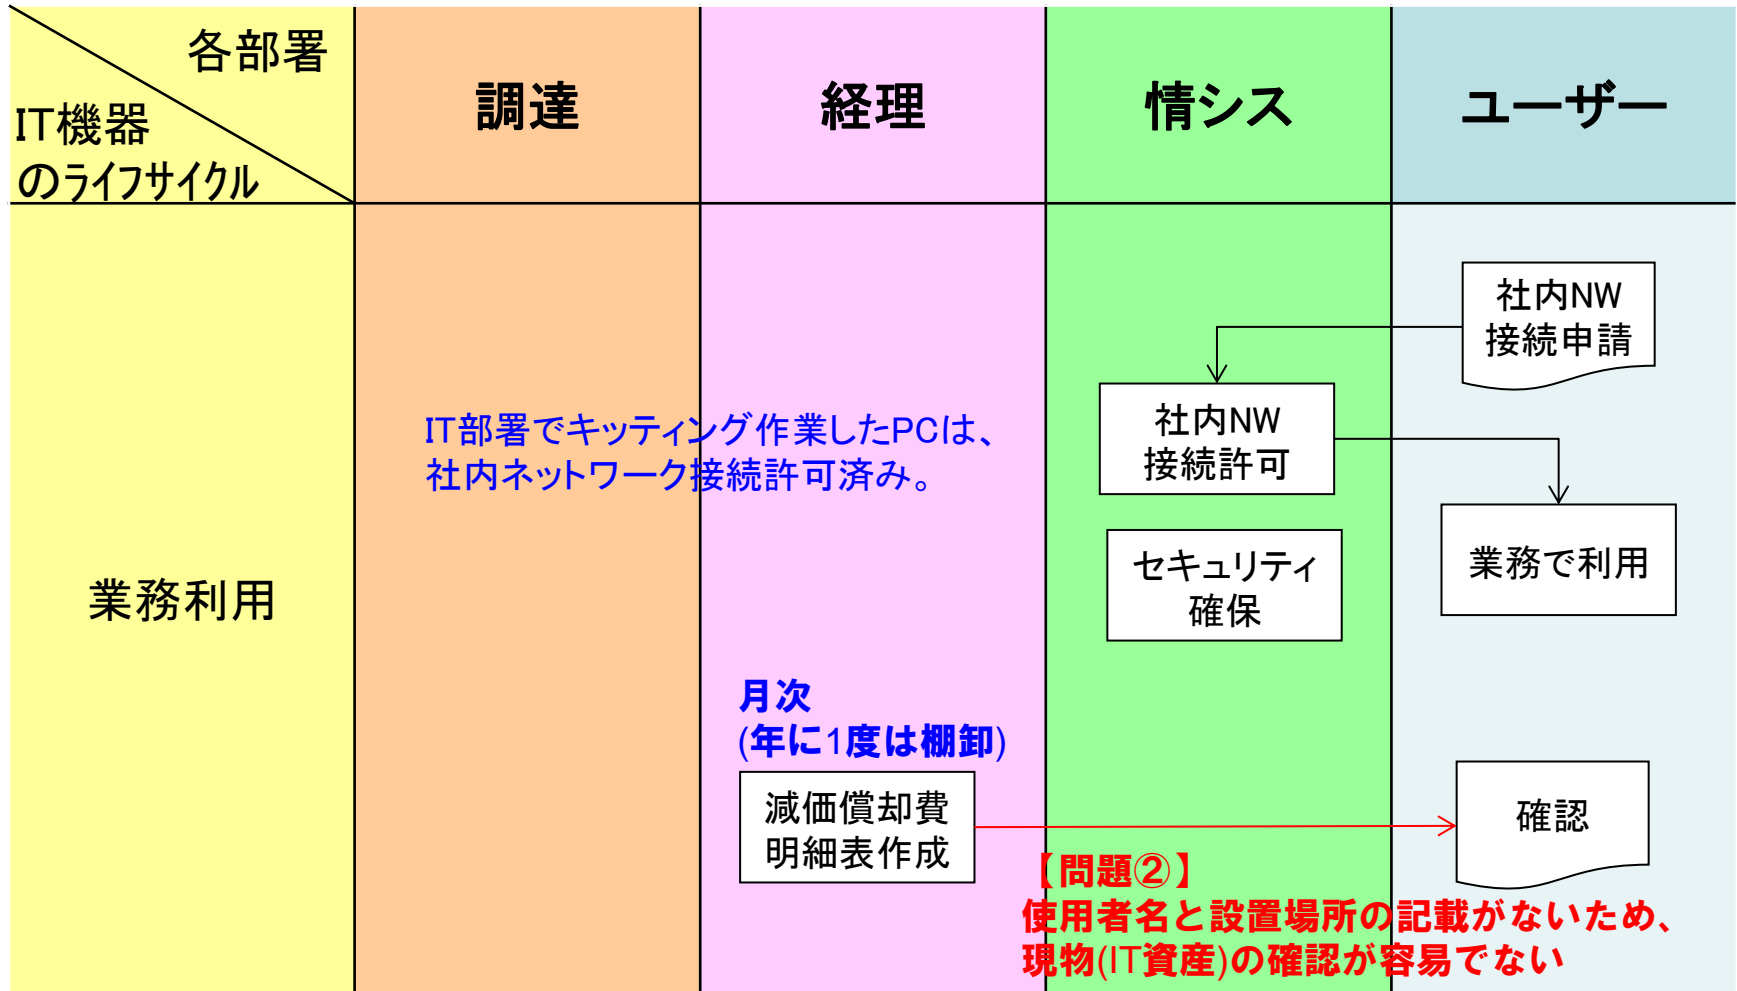 各部署
IT機器
のライフサイクル
調達
経理
情シス
ユーザー
業務利用
社内NW
接続申請
IT部署でキッティング作業したPCは、
社内ネットワーク接続許可済み。
社内NW
接続許可
業務で利用
セキュリティ
確保
月次
(年に1度は棚卸)
減価償却費
明細表作成
確認
【問題②】
使用者名と設置場所の記載がないため、
現物(IT資産)の確認が容易でない